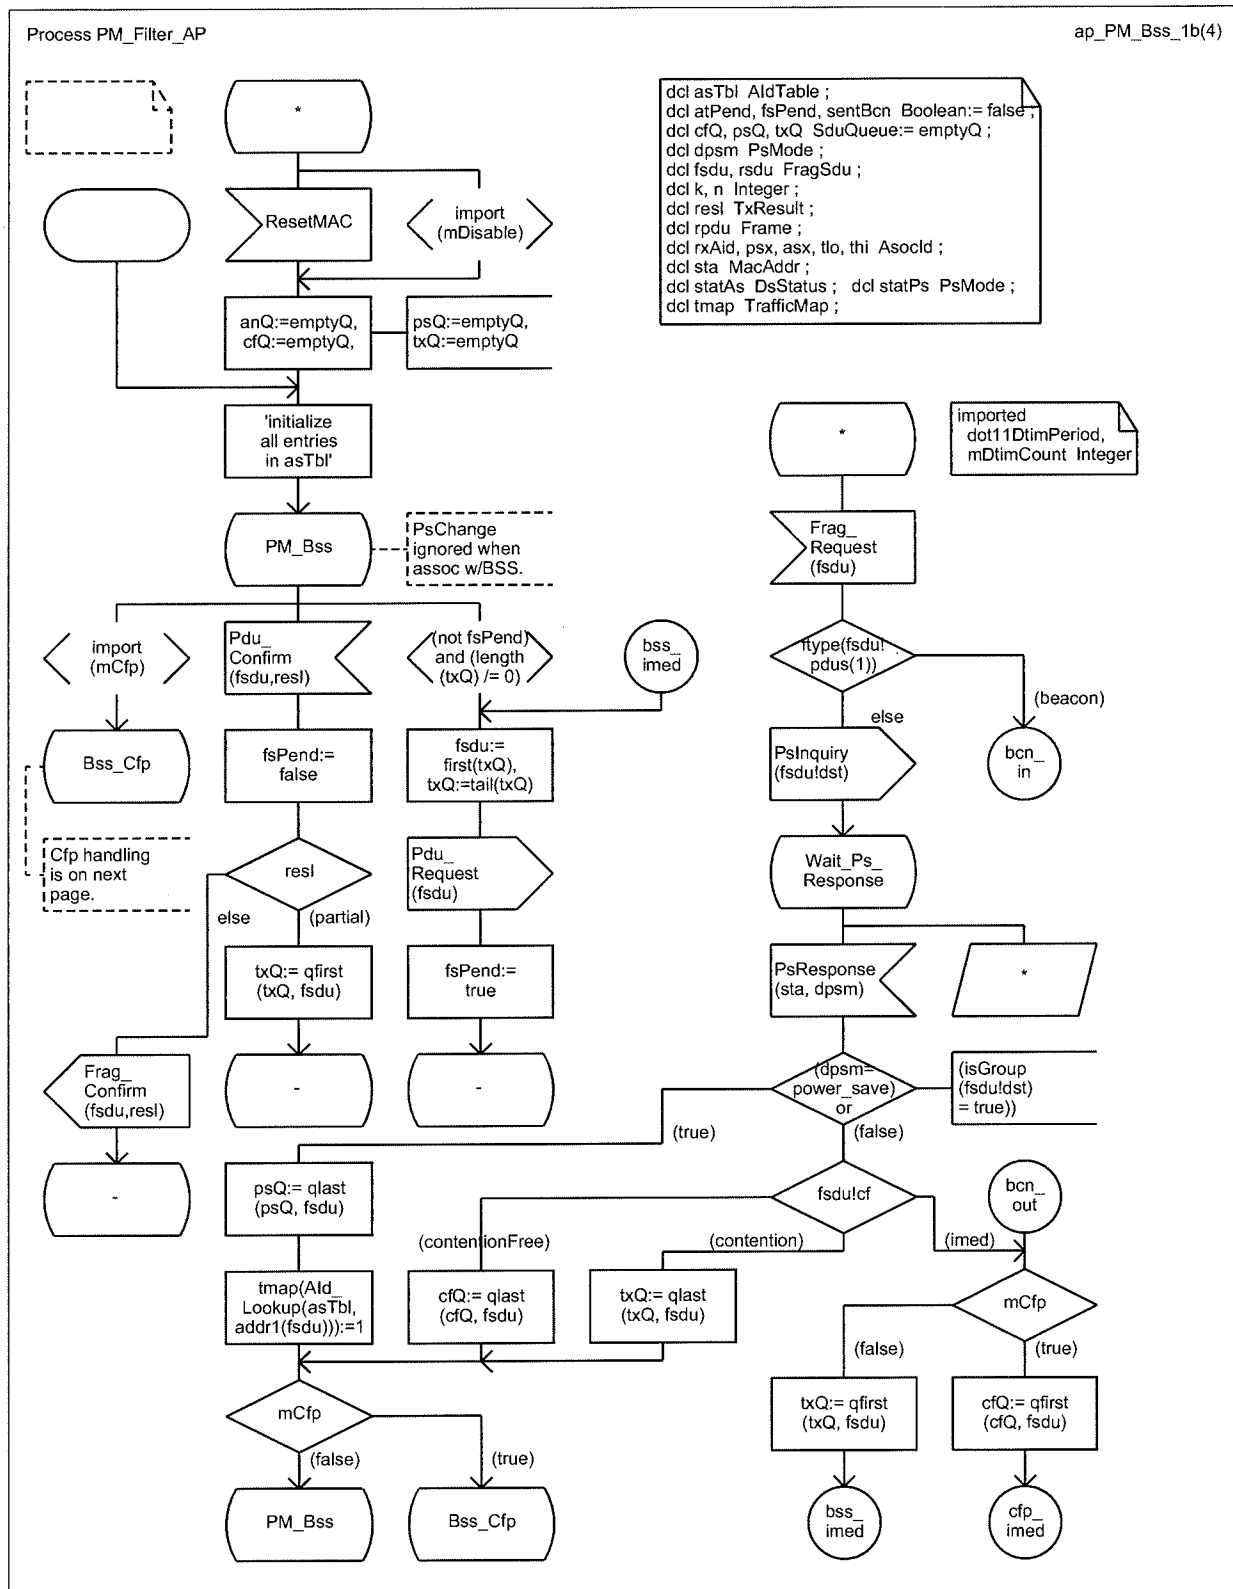 Process PM_Filter_AP
ap_PM_Bss_1b(4)
*
dcl asTbl AIdTable ;
dcl atPend, fsPend, sentBcn Boolean:= false ;
dcl cfQ, psQ, txQ SduQueue:= emptyQ ;
dcl dpsm PsMode ;
dcl fsdu, rsdu FragSdu ;
dcl k, n Integer ;
dcl resl TxResult ;
dcl rpdu Frame ;
dcl rxAid, psx, asx, tlo, thi AsocId ;
dcl sta MacAddr ;
dcl statAs DsStatus ; dcl statPs PsMode ;
dcl tmap TrafficMap ;
ResetMAC
import
(mDisable)
anQ:=emptyQ,
cfQ:=emptyQ,
psQ:=emptyQ,
txQ:=emptyQ
'initialize
all entries
in asTbl'
PM_Bss
PsChange
ignored when
assoc w/BSS.
import
(mCfp)
Pdu_
Confirm
(fsdu,resl)
(not fsPend)
and (length
(txQ) /= 0)
bss_
imed
Bss_Cfp
fsPend:=
false
fsdu:=
first(txQ),
txQ:=tail(txQ)
Cfp handling
is on next
page.
resl
else
(partial)
Pdu_
Request
(fsdu)
txQ:= qfirst
(txQ, fsdu)
fsPend:=
true
Frag_
Confirm
(fsdu,resl)
-
-
-
*
imported
dot11DtimPeriod,
mDtimCount Integer
Frag_
Request
(fsdu)
ftype(fsdu!
pdus(1))
(beacon)
else
PsInquiry
(fsdu!dst)
bcn_
in
Wait_Ps_
Response
PsResponse
(sta, dpsm)
*
(dpsm=
power_save)
or
(isGroup
(fsdu!dst)
= true))
(true)
(false)
psQ:= qlast
(psQ, fsdu)
fsdu!cf
bcn_
out
(contentionFree)
(contention)
(imed)
tmap(AId_
Lookup(asTbl,
addr1(fsdu))):=1
cfQ:= qlast
(cfQ, fsdu)
txQ:= qlast
(txQ, fsdu)
mCfp
(false)
(true)
mCfp
(false)
(true)
txQ:= qfirst
(txQ, fsdu)
cfQ:= qfirst
(cfQ, fsdu)
PM_Bss
Bss_Cfp
bss_
imed
cfp_
imed